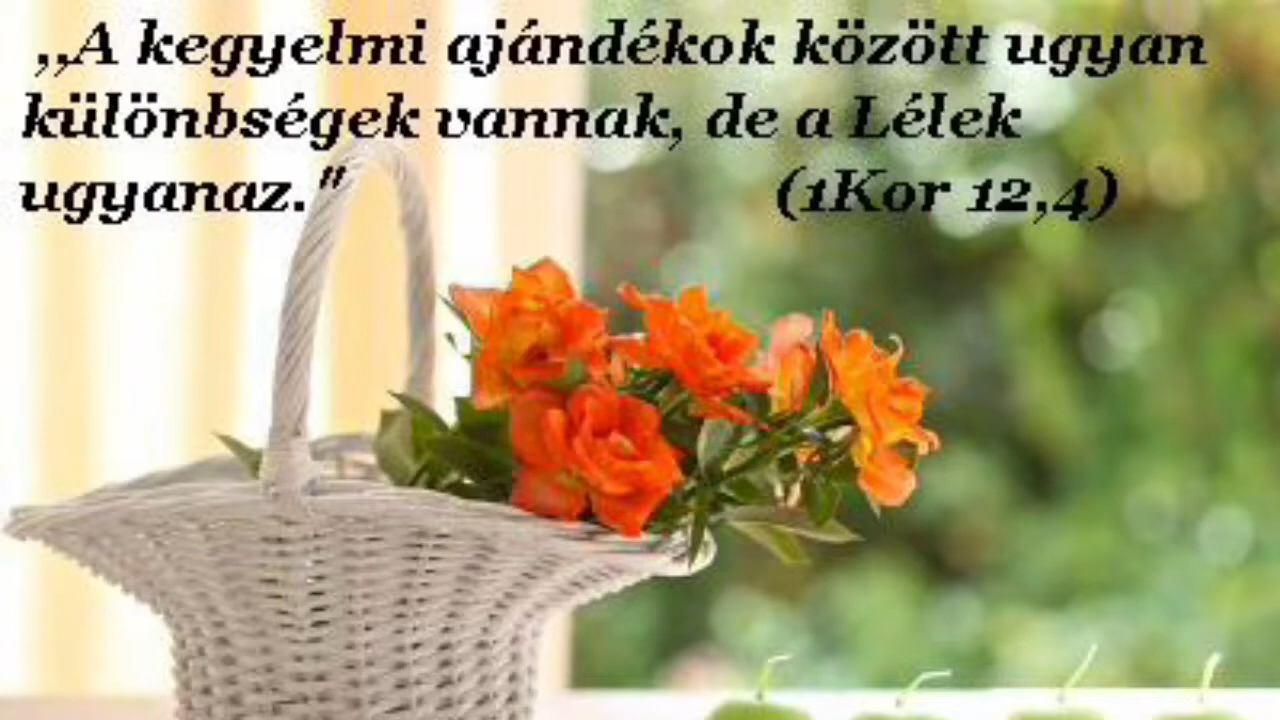 ,,A kegyelmi ajándékok között ugyan
különbségek vannak, de a Lélek
ugyanaz." (1Kor 12,4)